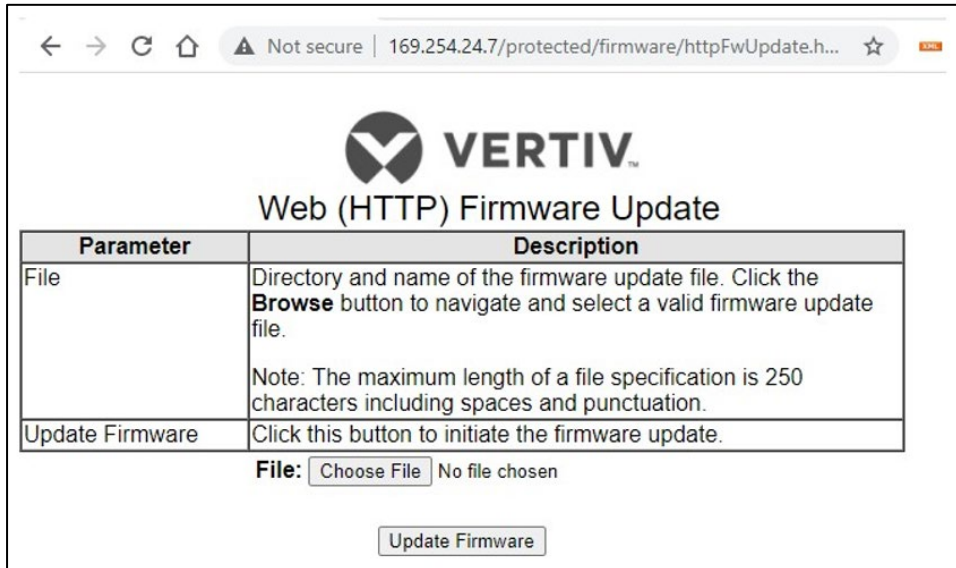 Not secure | 169.254.24.7/protected/firmware/httpFwUpdate.h...
XML
VERTIV™
Web (HTTP) Firmware Update
Parameter Description
File Directory and name of the firmware update file. Click the
Browse button to navigate and select a valid firmware update
file.
Note: The maximum length of a file specification is 250
characters including spaces and punctuation.
Update Firmware Click this button to initiate the firmware update.
File: Choose File No file chosen
Update Firmware